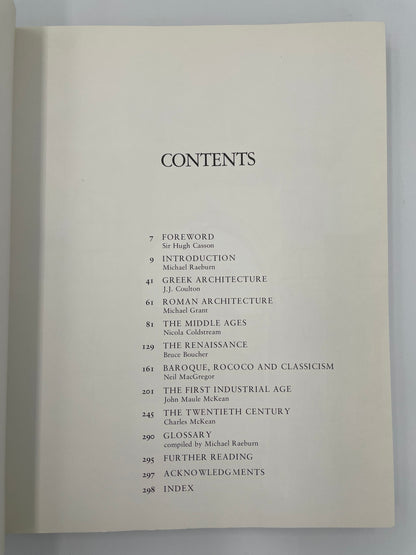 CONTENTS
7 FOREWORD
Sir Hugh Casson
9 INTRODUCTION
Michael Raeburn
41 GREEK ARCHITECTURE
J.J. Coulton
61 ROMAN ARCHITECTURE
Michael Grant
81 THE MIDDLE AGES
Nicola Coldstream
129 THE RENAISSANCE
Bruce Boucher
161 BAROQUE, ROCOCO AND CLASSICISM
Neil MacGregor
201 THE FIRST INDUSTRIAL AGE
John Maule McKean
245 THE TWENTIETH CENTURY
Charles McKean
290 GLOSSARY
compiled by Michael Raeburn
295 FURTHER READING
297 ACKNOWLEDGMENTS
298 INDEX